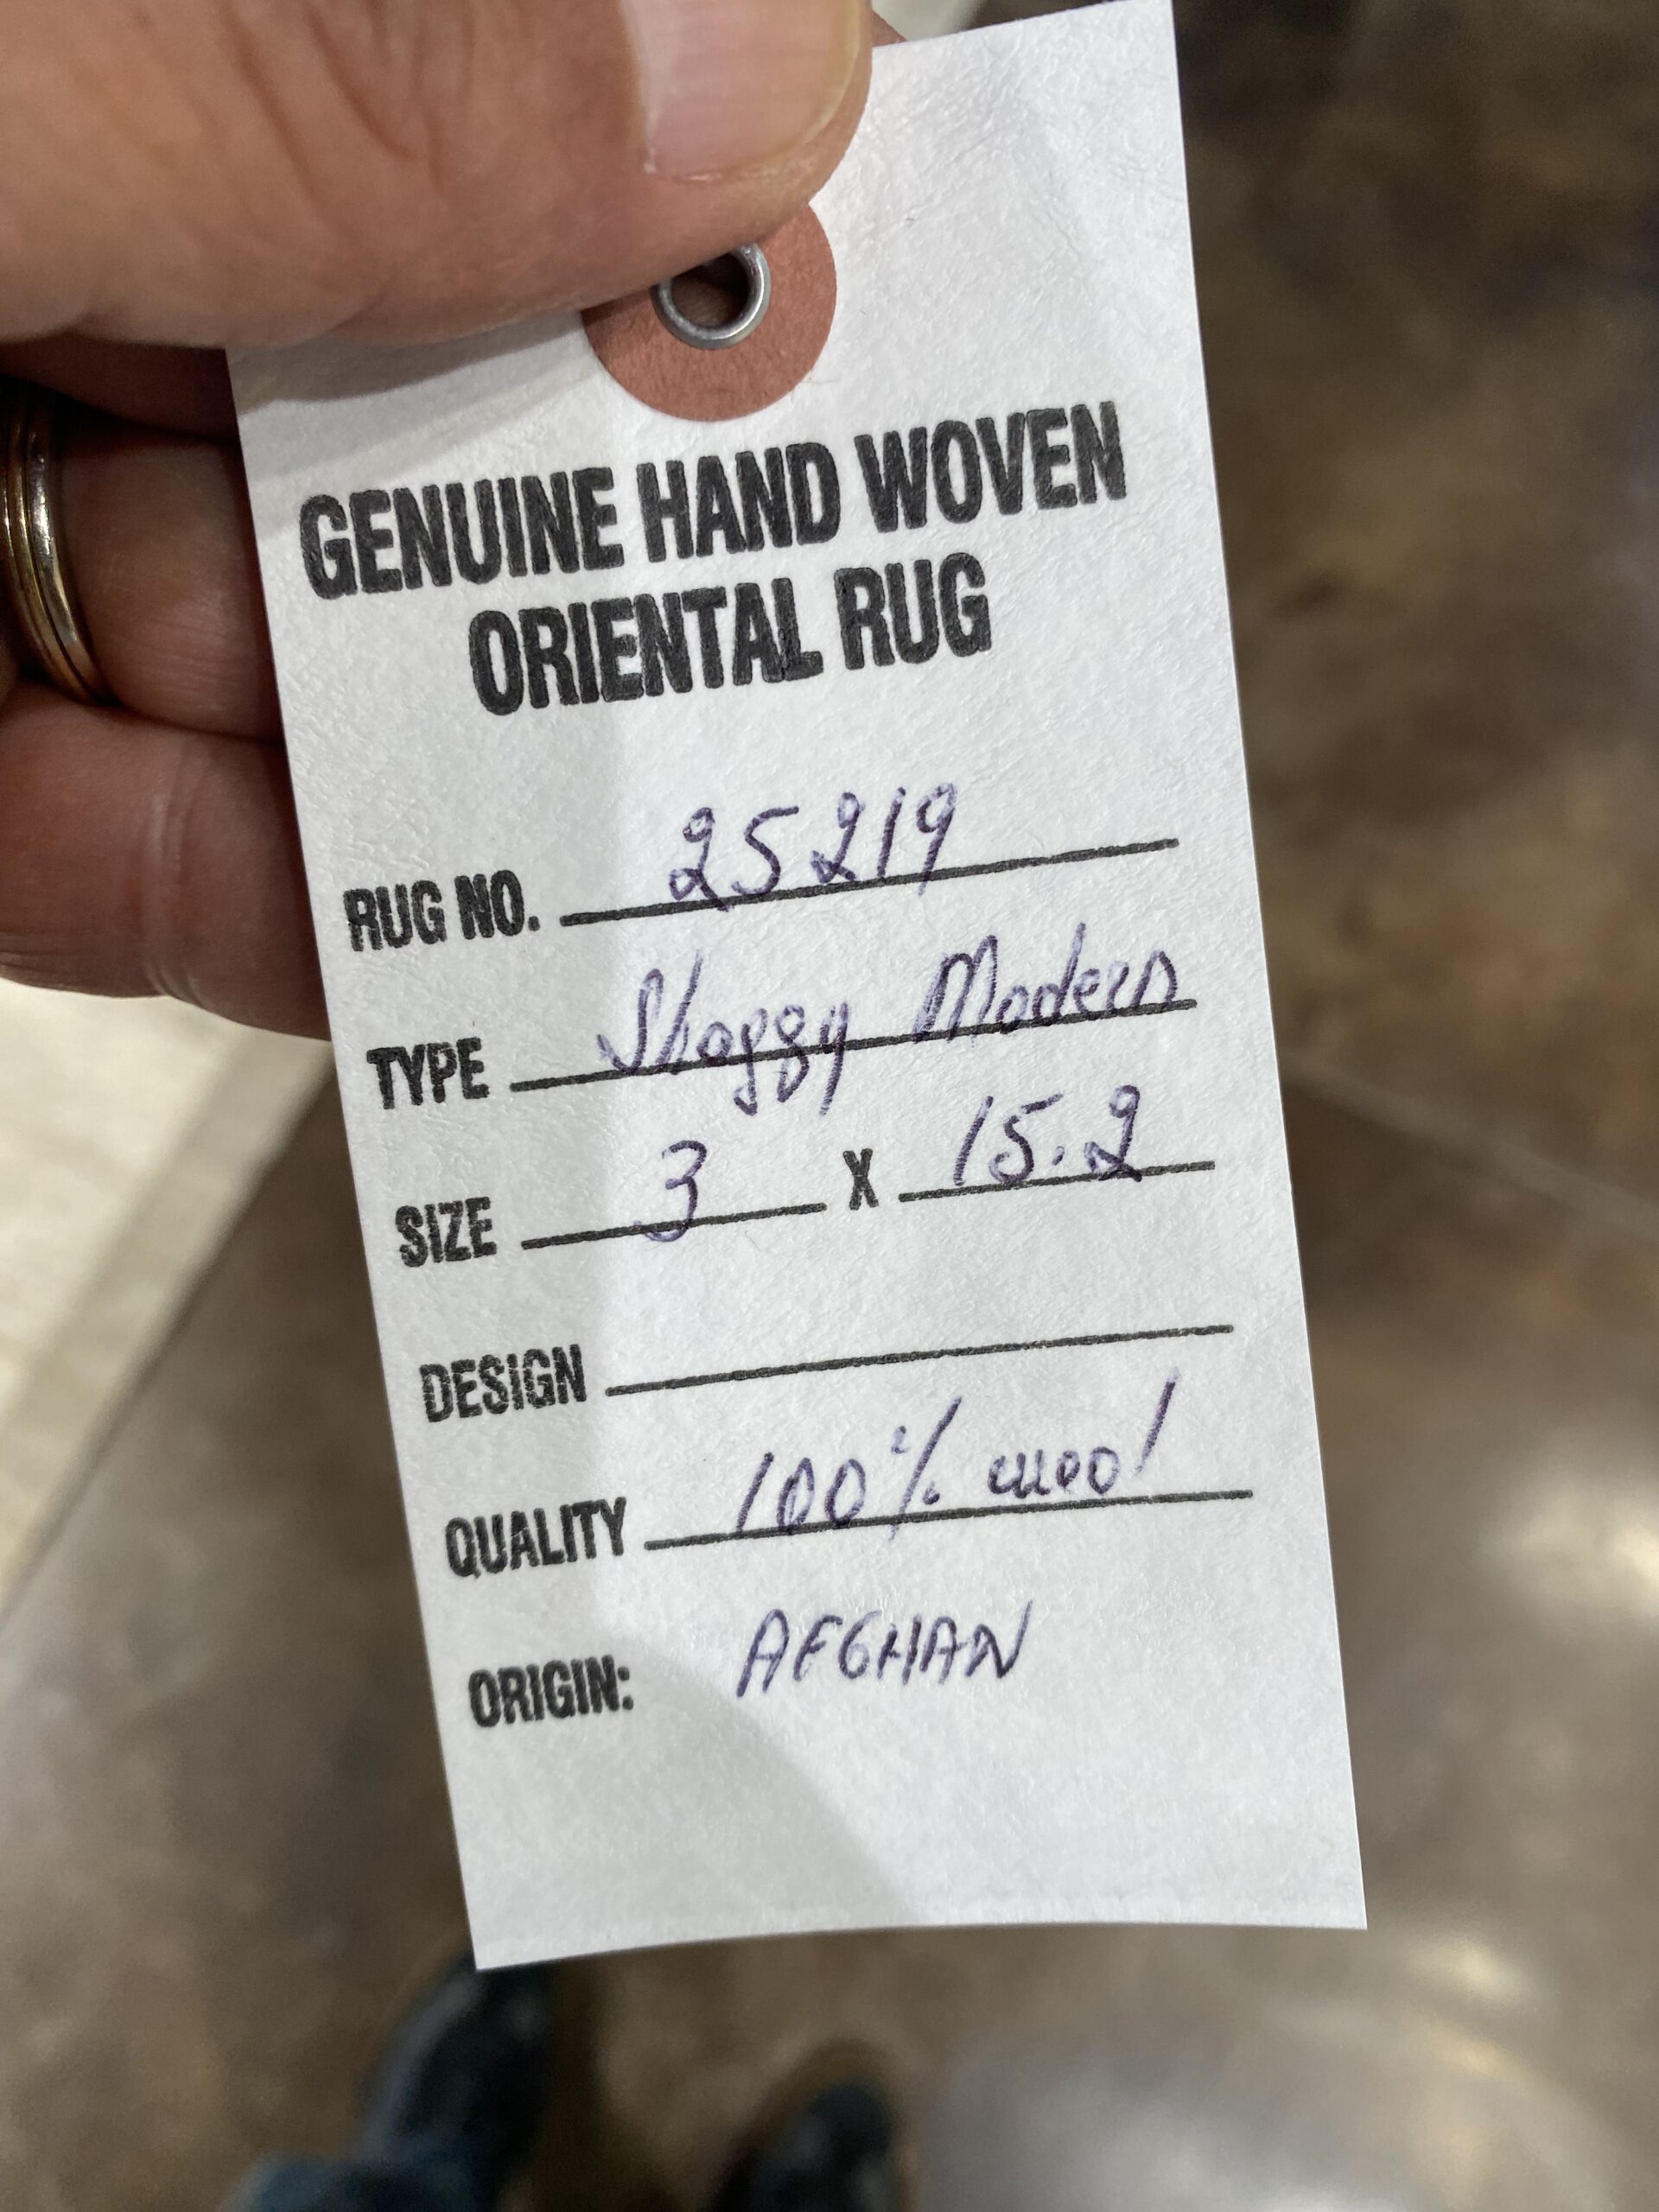 GENUINE HAND WOVEN
ORIENTAL RUG
RUG NO. 25219
TYPE Shaggy Modern
SIZE 3 X 15.2
DESIGN
QUALITY 100% wool
ORIGIN: AFGHAN